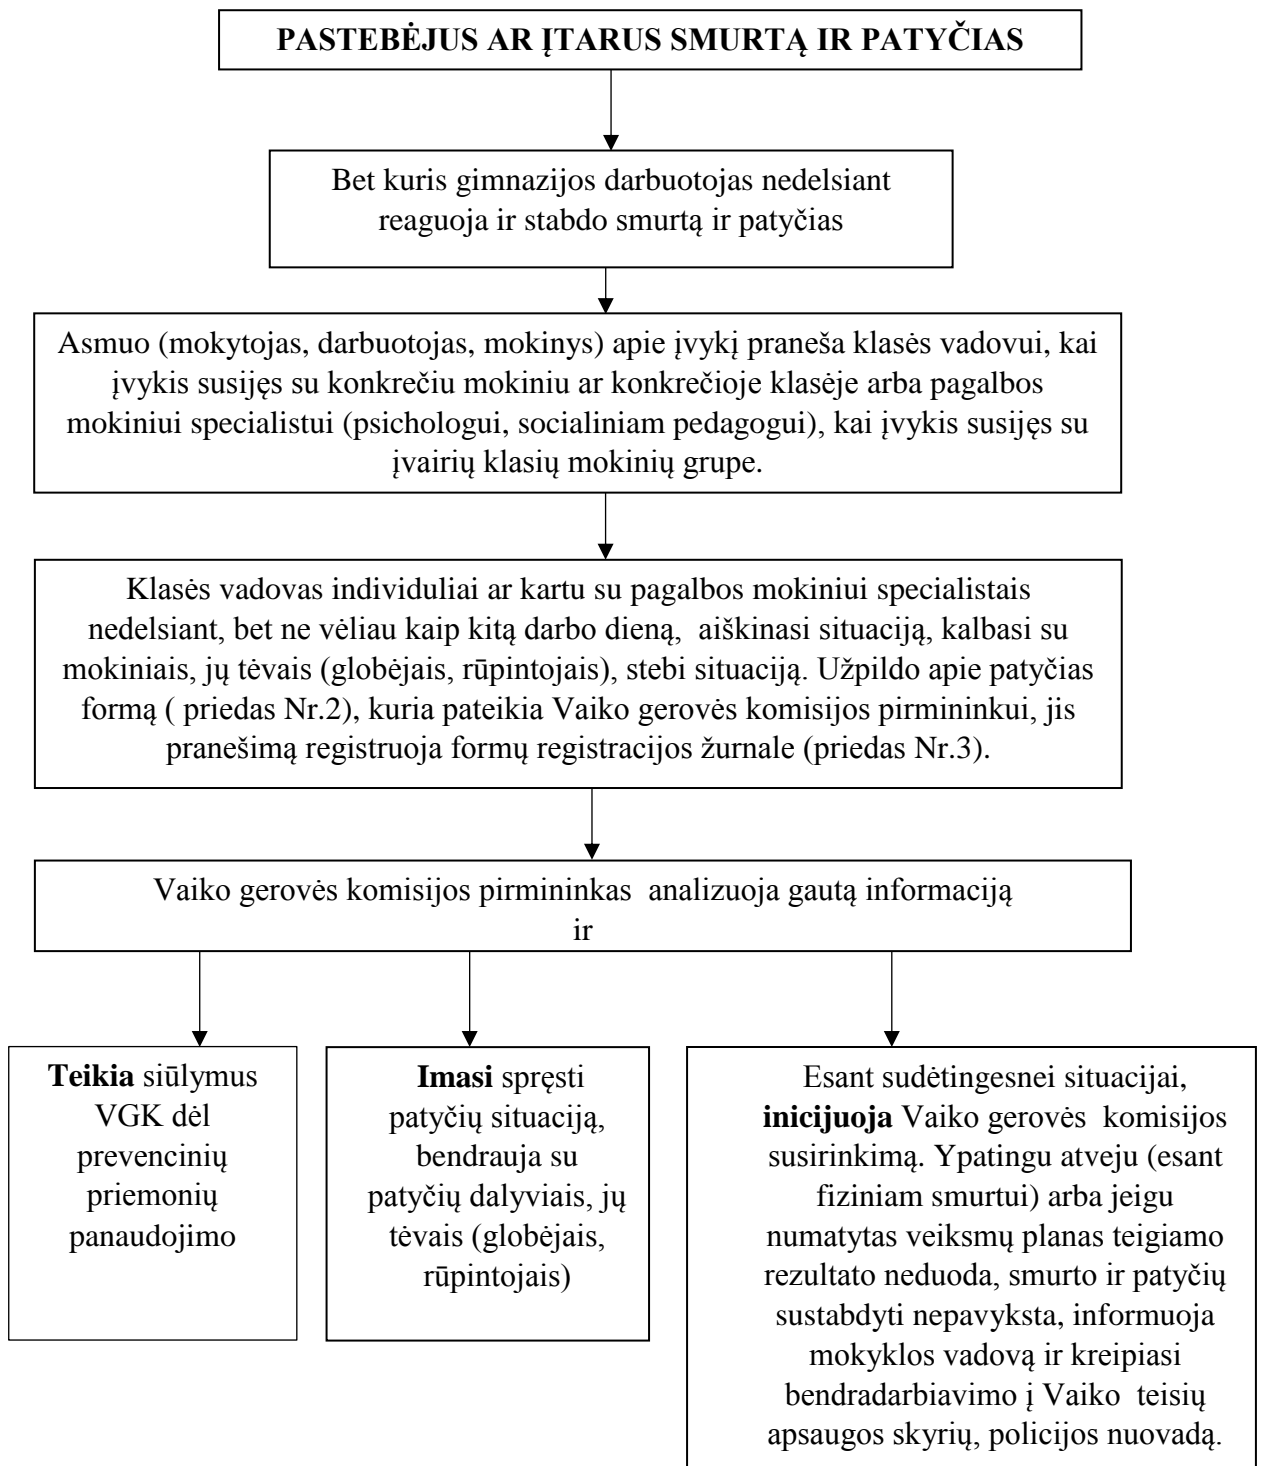 PASTEBĖJUS AR ĮTARUS SMURTĄ IR PATYČIAS
Bet kuris gimnazijos darbuotojas nedelsiant
reaguoja ir stabdo smurtą ir patyčias
Asmuo (mokytojas, darbuotojas, mokinys) apie įvykį praneša klasės vadovui, kai
įvykis susijęs su konkrečiu mokiniu ar konkrečioje klasėje arba pagalbos
mokiniui specialistui (psichologui, socialiniam pedagogui), kai įvykis susijęs su
įvairių klasių mokinių grupe.
Klasės vadovas individuliai ar kartu su pagalbos mokiniui specialistais
nedelsiant, bet ne vėliau kaip kitą darbo dieną, aiškinasi situaciją, kalbasi su
mokiniais, jų tėvais (globėjais, rūpintojais), stebi situaciją. Užpildo apie patyčias
formą ( priedas Nr.2), kuria pateikia Vaiko gerovės komisijos pirmininkui, jis
pranešimą registruoja formų registracijos žurnale (priedas Nr.3).
Vaiko gerovės komisijos pirmininkas analizuoja gautą informaciją
ir
Teikia siūlymus
VGK dėl
prevencinių
priemonių
panaudojimo
Imasi spręsti
patyčių situaciją,
bendrauja su
patyčių dalyviais, jų
tėvais (globėjais,
rūpintojais)
Esant sudėtingesnei situacijai,
inicijuoja Vaiko gerovės komisijos
susirinkimą. Ypatingu atveju (esant
fiziniam smurtui) arba jeigu
numatytas veiksmų planas teigiamo
rezultato neduoda, smurto ir patyčių
sustabdyti nepavyksta, informuoja
mokyklos vadovą ir kreipiasi
bendradarbiavimo į Vaiko teisių
apsaugos skyrių, policijos nuovadą.